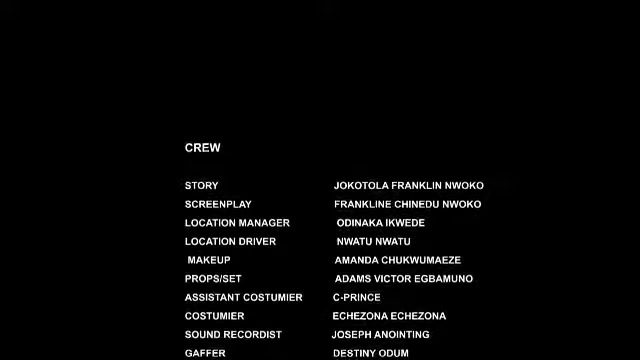 CREW
STORY JOKOTOLA FRANKLIN NWOKO
SCREENPLAY FRANKLINE CHINEDU NWOKO
LOCATION MANAGER ODINAKA IKWEDE
LOCATION DRIVER NWATU NWATU
MAKEUP AMANDA CHUKWUMAEZE
PROPS/SET ADAMS VICTOR EGBAMUNO
ASSISTANT COSTUMIER C-PRINCE
COSTUMIER ECHEZONA ECHEZONA
SOUND RECORDIST JOSEPH ANOINTING
GAFFER DESTINY ODUM